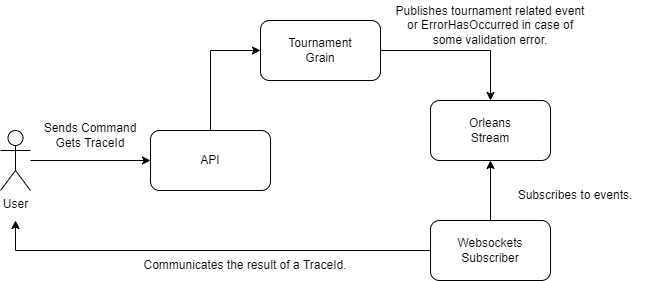 Publishes tournament related event
or ErrorHasOccurred in case of
some validation error.
Tournament
Grain
Sends Command
Gets TraceId
API
Orleans
Stream
User
Subscribes to events.
Websockets
Subscriber
Communicates the result of a TraceId.